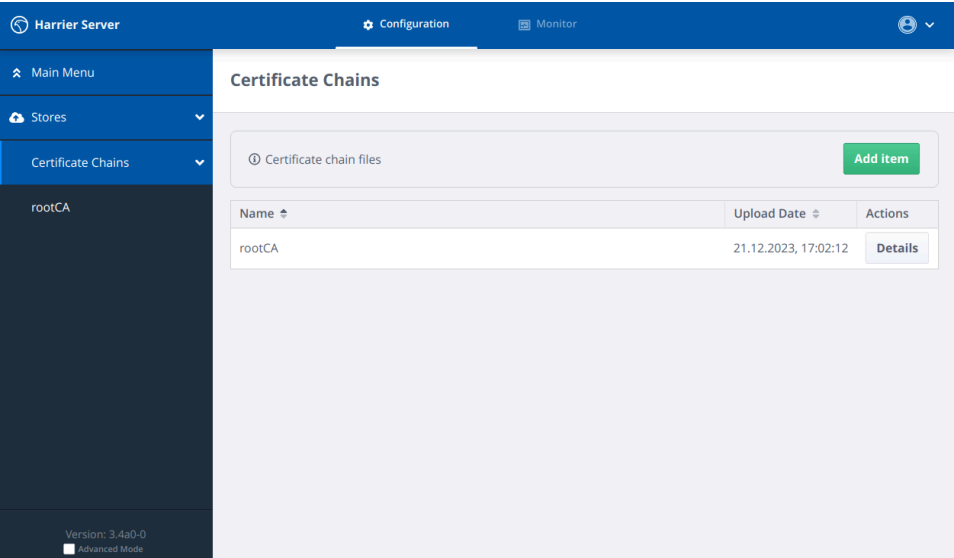 Harrier Server
Configuration
Monitor
Main Menu
Stores
Certificate Chains
rootCA
Version: 3.4a0-0
Advanced Mode
Certificate Chains
Certificate chain files
Add item
Name Upload Date Actions
rootCA 21.12.2023, 17:02:12 Details